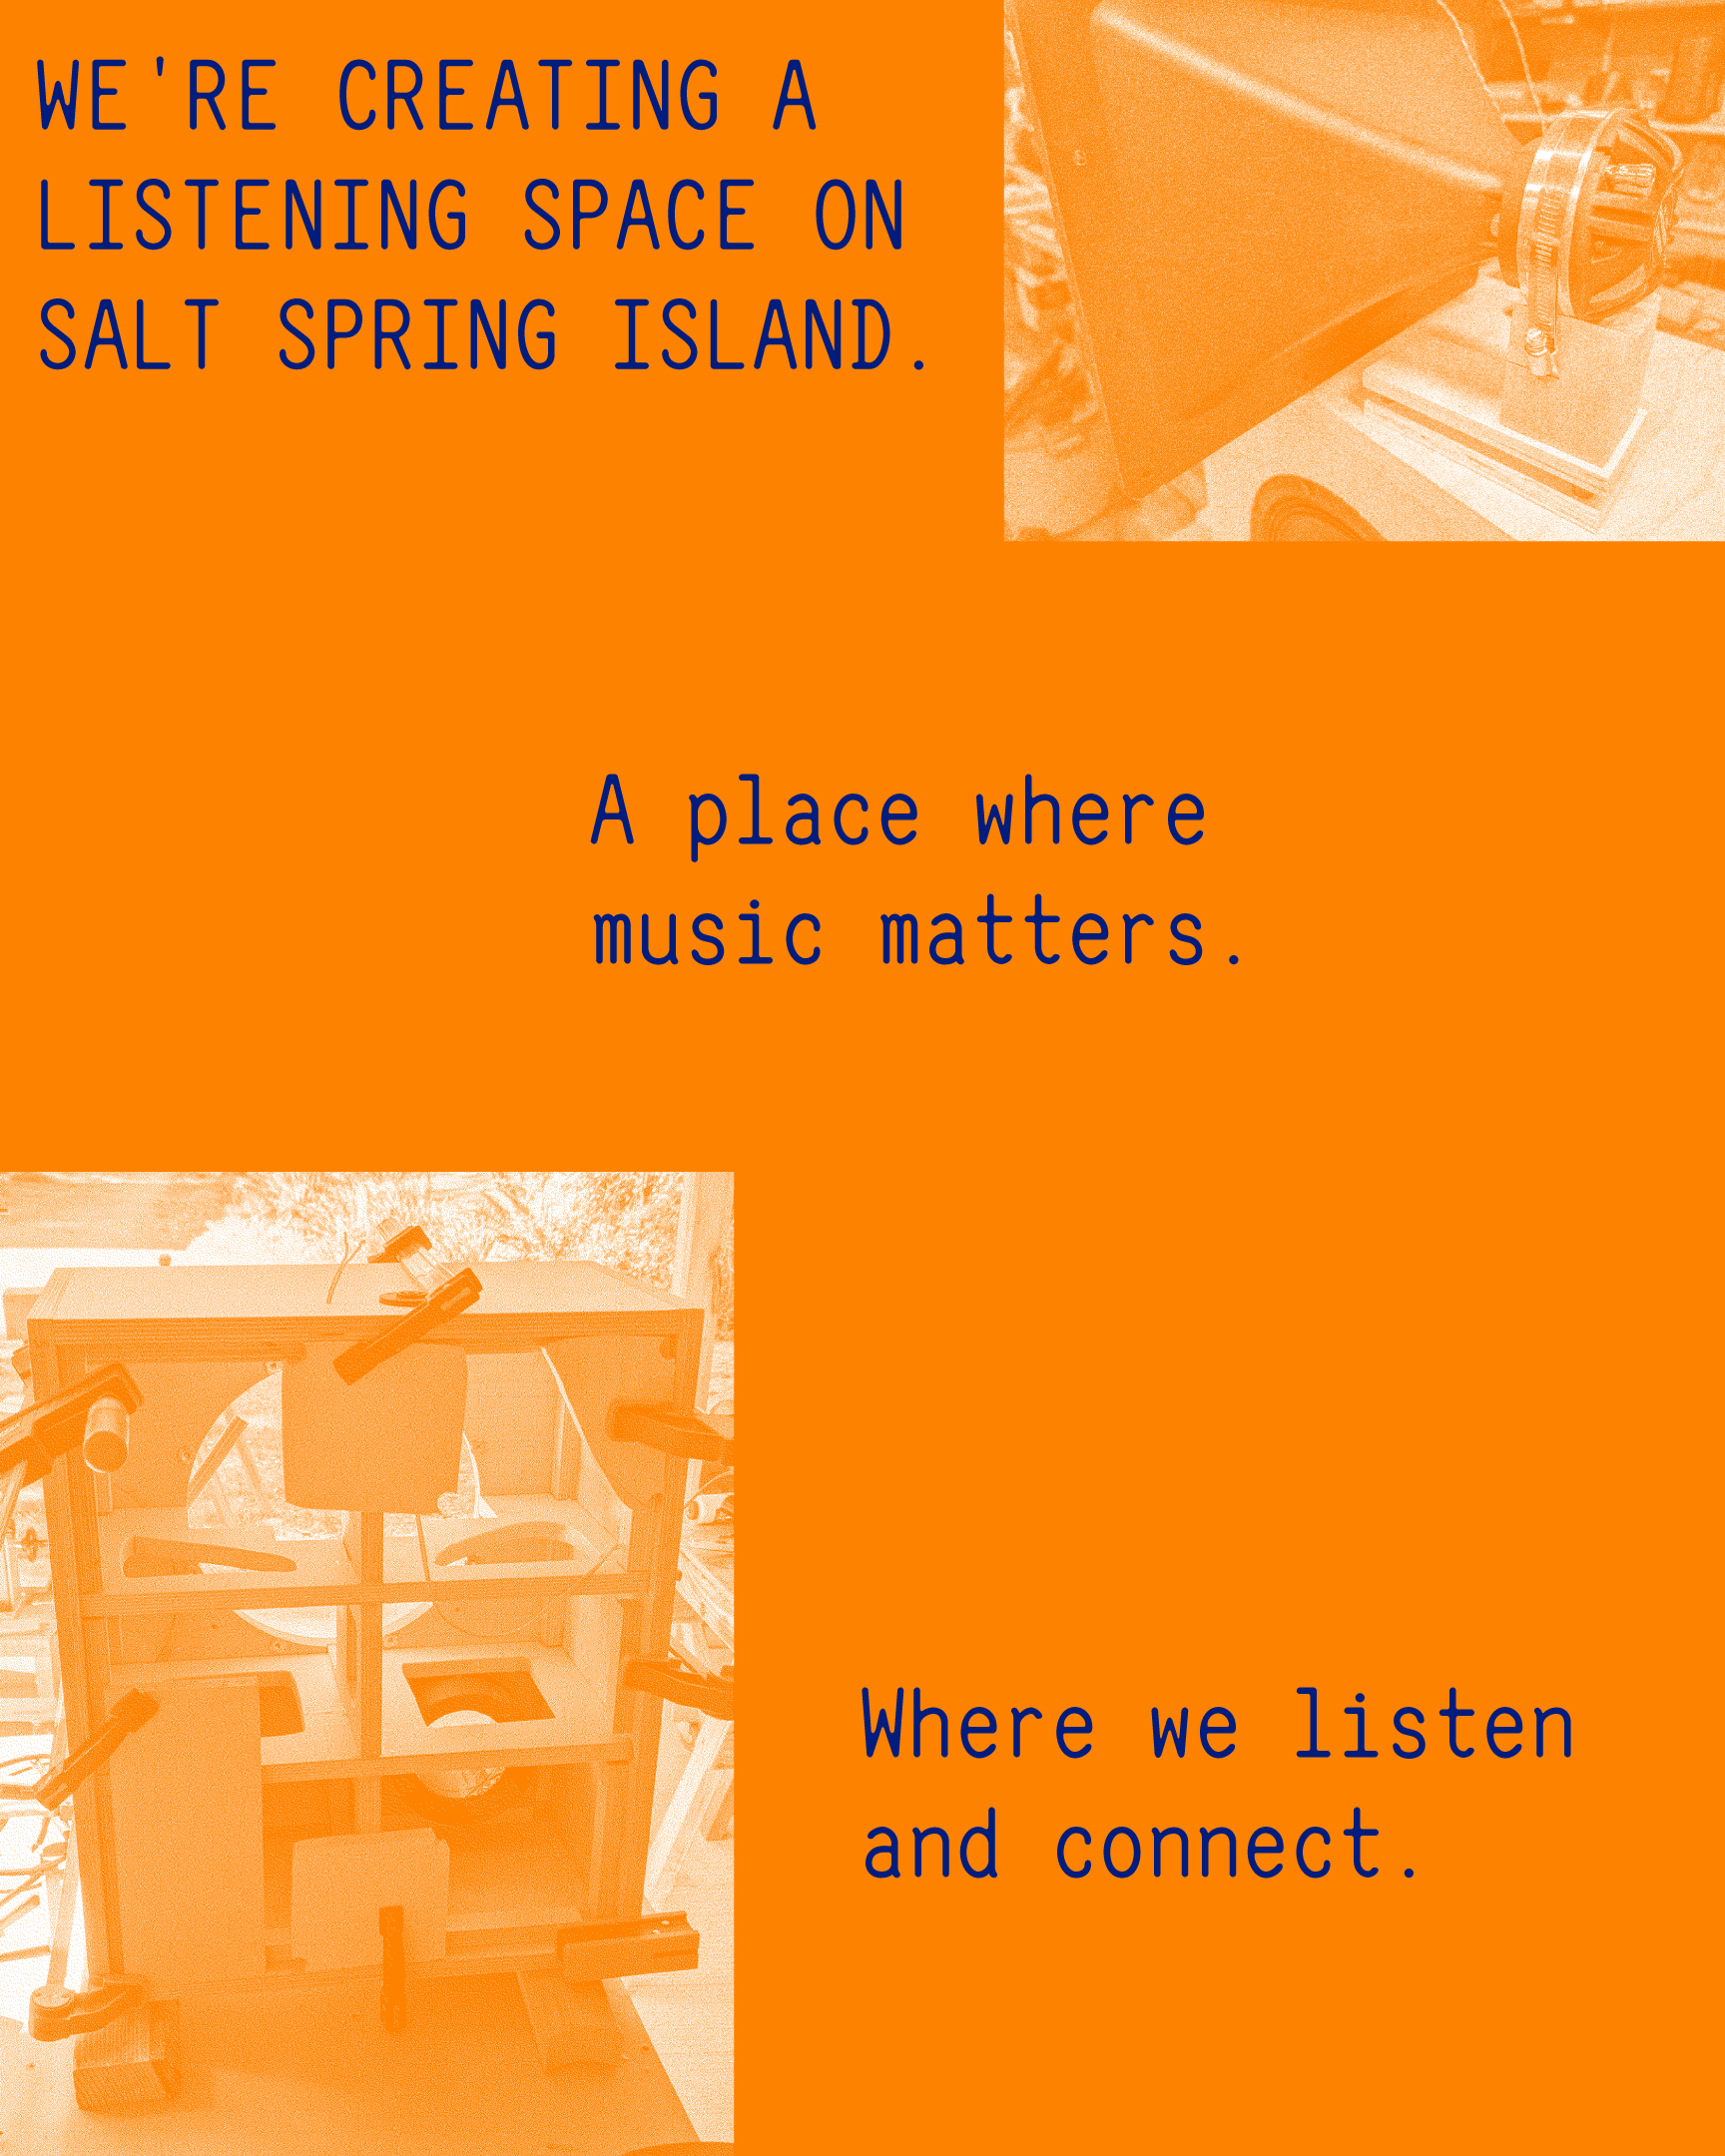 WE'RE CREATING A
LISTENING SPACE ON
SALT SPRING ISLAND.
A place where
music matters.
Where we listen
and connect.